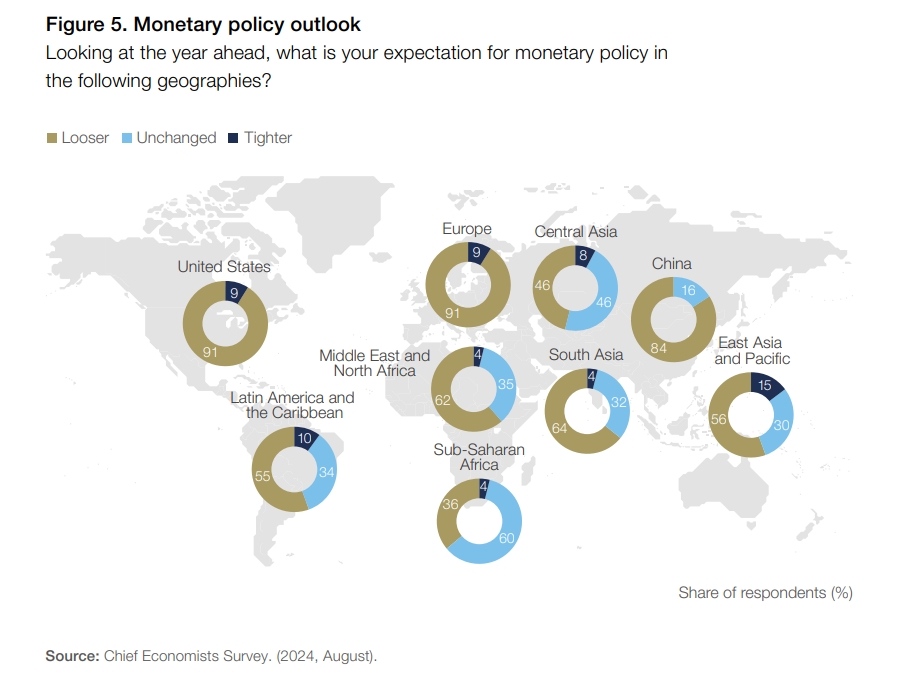 Figure 5. Monetary policy outlook
Looking at the year ahead, what is your expectation for monetary policy in
the following geographies?
Looser Unchanged Tighter
United States
9
91
Europe
9
91
Central Asia
8
46
46
China
16
84
Middle East and
North Africa
4
35
62
South Asia
4
32
64
East Asia
and Pacific
15
30
56
Latin America and
the Caribbean
10
34
55
Sub-Saharan
Africa
4
36
60
Share of respondents (%)
Source: Chief Economists Survey. (2024, August).